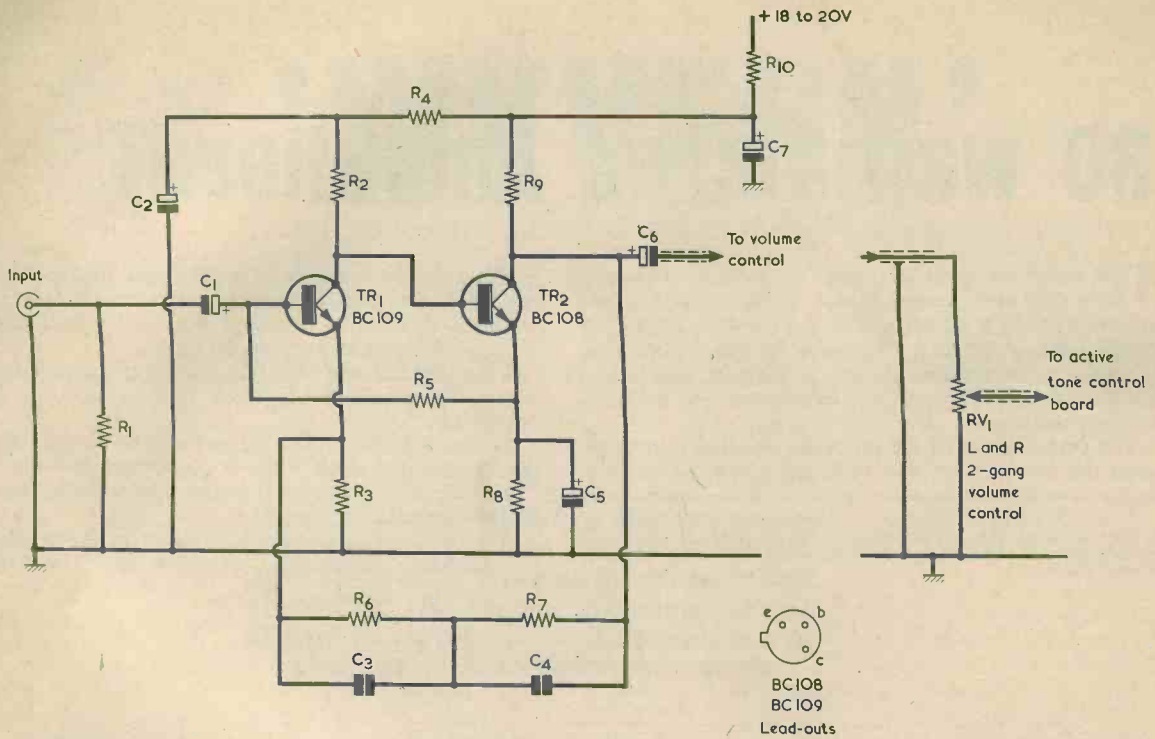 + 18 to 20V
R10
R4
C7
R2
R9
C2
C6
To volume
control
Input
C1
TR1
BC109
TR2
BC108
To active
tone control
board
R5
RV1
L and R
2-gang
volume
control
R1
R3
R8
C5
R6
R7
C3
C4
e
b
c
BC108
BC109
Lead-outs